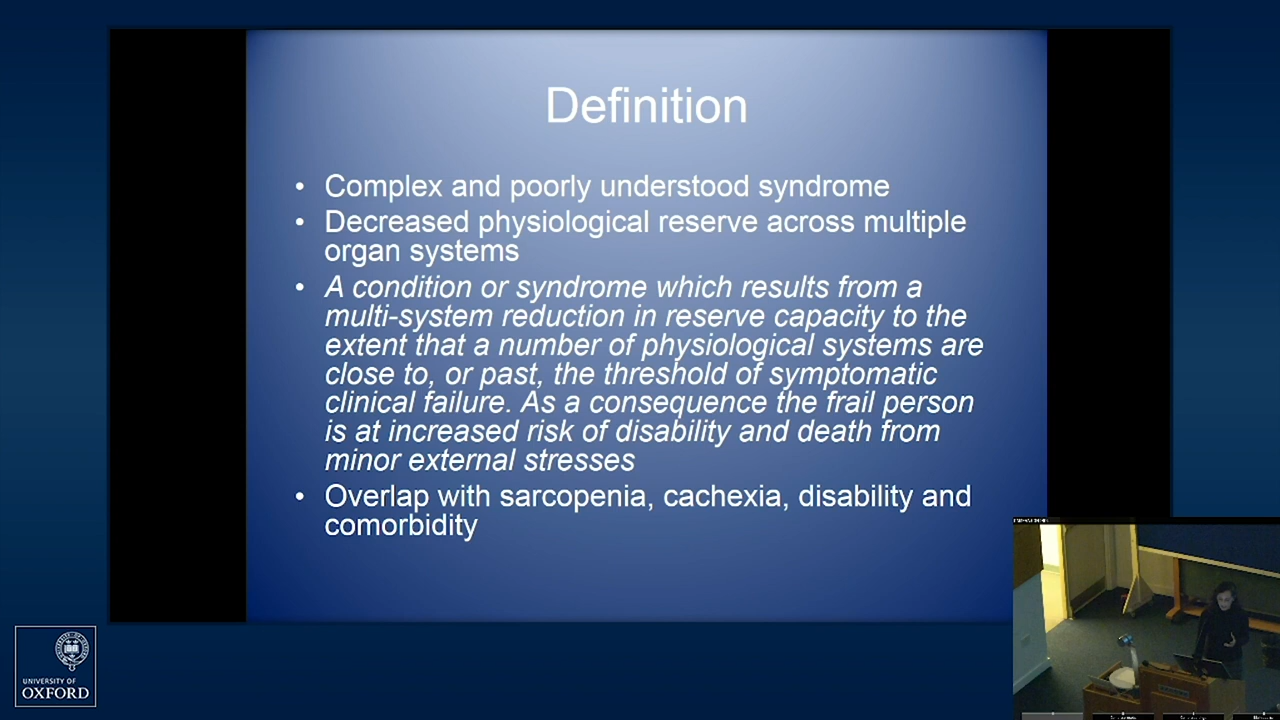 Definition
• Complex and poorly understood syndrome
• Decreased physiological reserve across multiple
organ systems
• A condition or syndrome which results from a
multi-system reduction in reserve capacity to the
extent that a number of physiological systems are
close to, or past, the threshold of symptomatic
clinical failure. As a consequence the frail person
is at increased risk of disability and death from
minor external stresses
• Overlap with sarcopenia, cachexia, disability and
comorbidity
UNIVERSITY OF
OXFORD